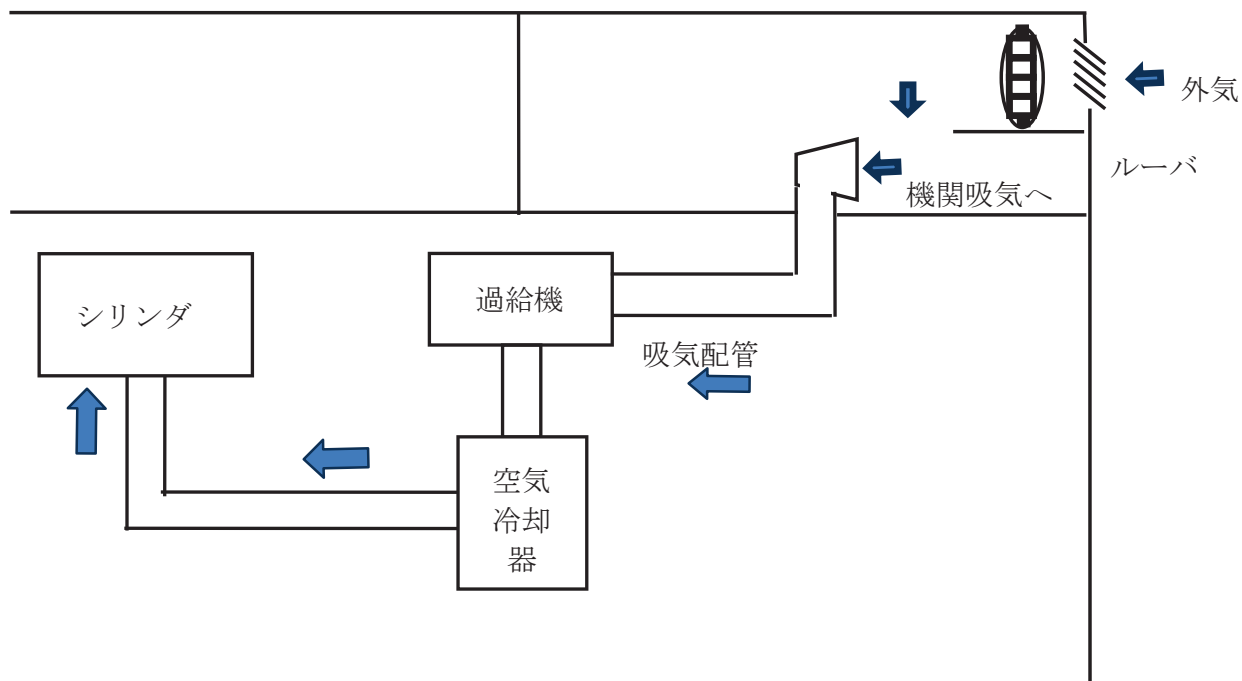 外気
ルーバ
機関吸気へ
シリンダ
過給機
吸気配管
空気
冷却
器